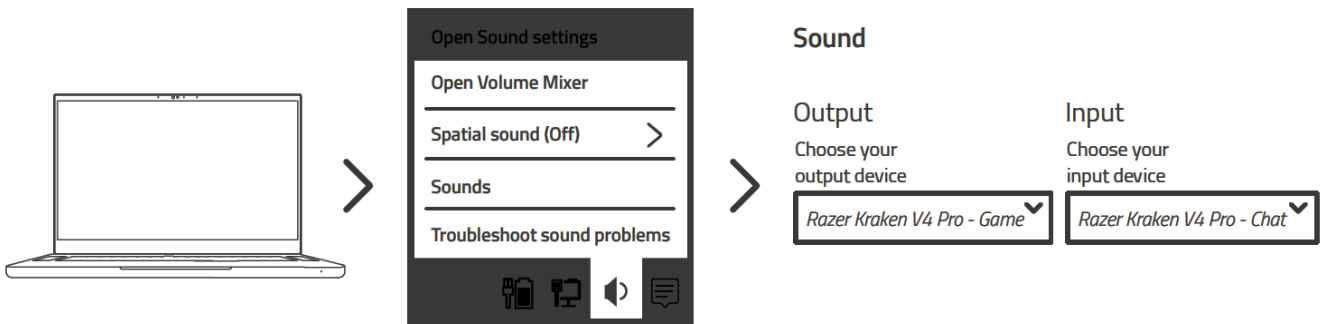 Open Sound settings
Open Volume Mixer
Spatial sound (Off)
Sounds
Troubleshoot sound problems
Sound
Output
Choose your
output device
Razer Kraken V4 Pro - Game
Input
Choose your
input device
Razer Kraken V4 Pro - Chat